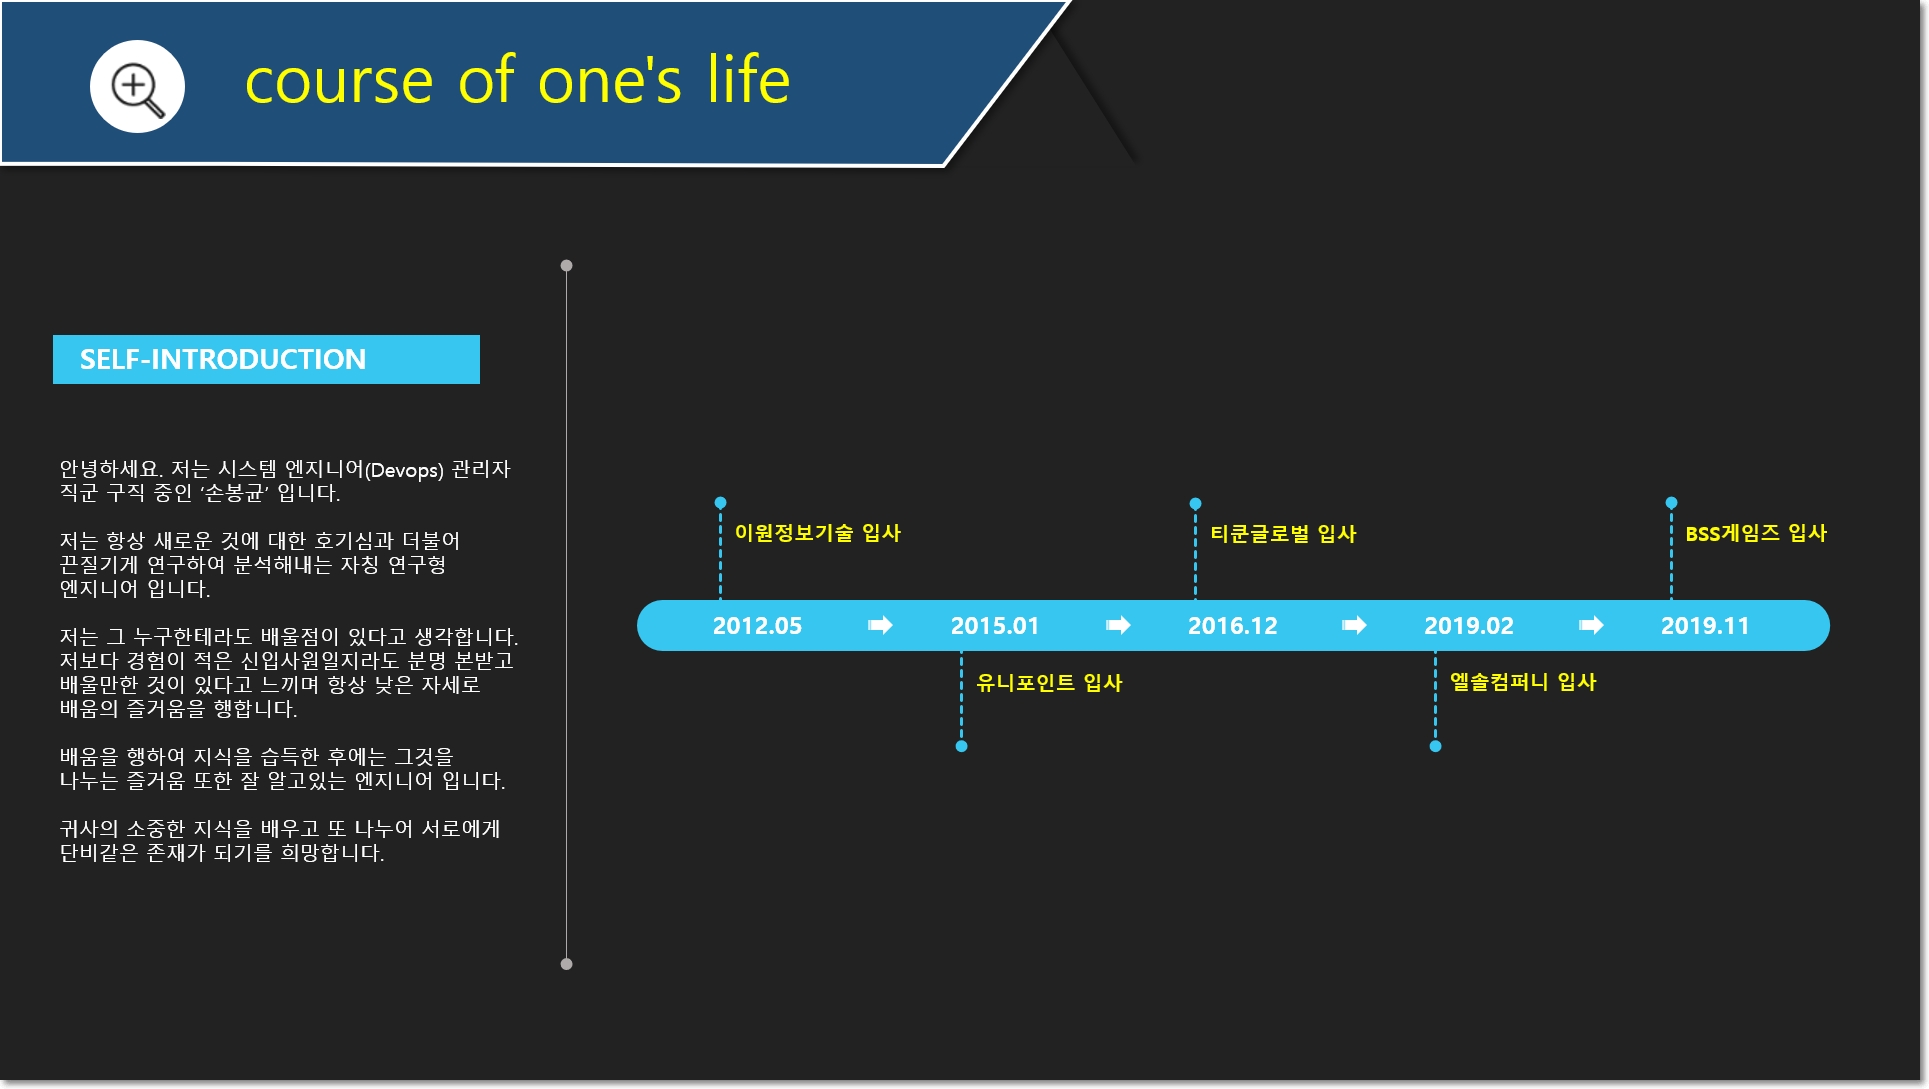 course of one's life
SELF-INTRODUCTION
안녕하세요. 저는 시스템 엔지니어(Devops) 관리자
직군 구직 중인 ‘손봉균’ 입니다.
저는 항상 새로운 것에 대한 호기심과 더불어
끈질기게 연구하여 분석해내는 자칭 연구형
엔지니어 입니다.
저는 그 누구한테라도 배울점이 있다고 생각합니다.
저보다 경험이 적은 신입사원일지라도 분명 본받고
배울만한 것이 있다고 느끼며 항상 낮은 자세로
배움의 즐거움을 행합니다.
배움을 행하여 지식을 습득한 후에는 그것을
나누는 즐거움 또한 잘 알고있는 엔지니어 입니다.
귀사의 소중한 지식을 배우고 또 나누어 서로에게
단비같은 존재가 되기를 희망합니다.
이원정보기술 입사
티쿤글로벌 입사
BSS게임즈 입사
2012.05
2015.01
2016.12
2019.02
2019.11
유니포인트 입사
엘솔컴퍼니 입사